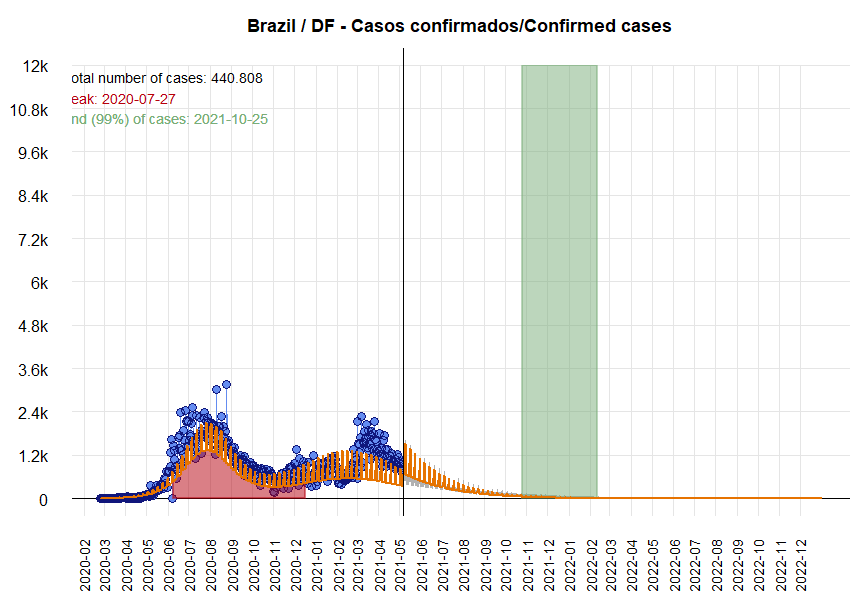 Brazil / DF - Casos confirmados/Confirmed cases
otal number of cases: 440.808
eak: 2020-07-27
nd (99%) of cases: 2021-10-25
12k
10.8k
9.6k
8.4k
7.2k
6k
4.8k
3.6k
2.4k
1.2k
0
2020-02
2020-03
2020-04
2020-05
2020-06
2020-07
2020-08
2020-09
2020-10
2020-11
2020-12
2021-01
2021-02
2021-03
2021-04
2021-05
2021-06
2021-07
2021-08
2021-09
2021-10
2021-11
2021-12
2022-01
2022-02
2022-03
2022-04
2022-05
2022-06
2022-07
2022-08
2022-09
2022-10
2022-11
2022-12